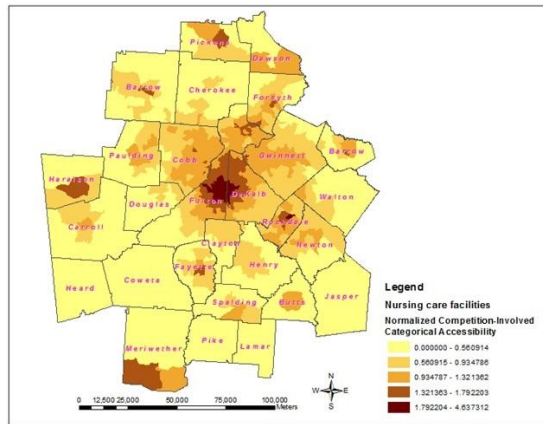 Pickens
Dawson
Barrow
Cherokee
Forsyth
Paulding
Cobb
Gwinnett
Barrow
Haralson
Douglas
Fulton
DeKalb
Walton
Carroll
Rockdale
Clayton
Newton
Fayette
Henry
Heard
Coweta
Spalding
Butts
Jasper
Meriwether
Pike
Lamar
Legend
Nursing care facilities
Normalized Competition-Involved
Categorical Accessibility
0.000000 - 0.560914
0.560915 - 0.934786
0.934787 - 1.321362
1.321363 - 1.792203
1.792204 - 4.637312
N
W E
S
0 12,500 25,000 50,000 75,000 100,000
Meters